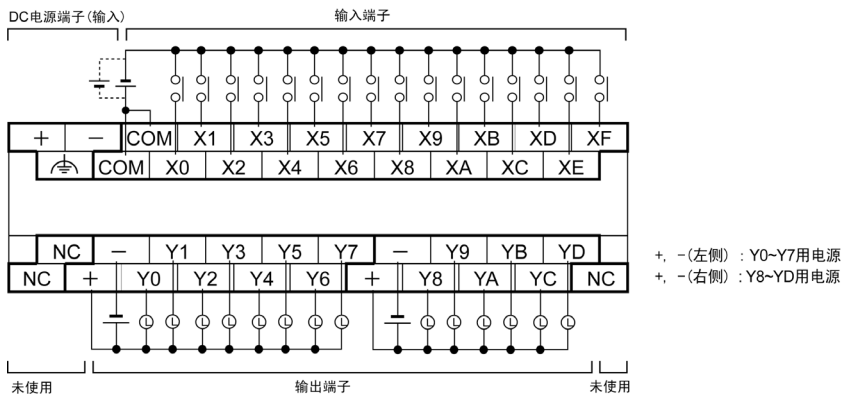 DC电源端子(输入)
输入端子
+ − COM X1 X3 X5 X7 X9 XB XD XF
COM X0 X2 X4 X6 X8 XA XC XE
NC − Y1 Y3 Y5 Y7 − Y9 YB YD
NC + Y0 Y2 Y4 Y6 + Y8 YA YC NC
+, −(左侧) : Y0~Y7用电源
+, −(右侧) : Y8~YD用电源
L L L L L L L L L L L L L L
未使用
输出端子
未使用